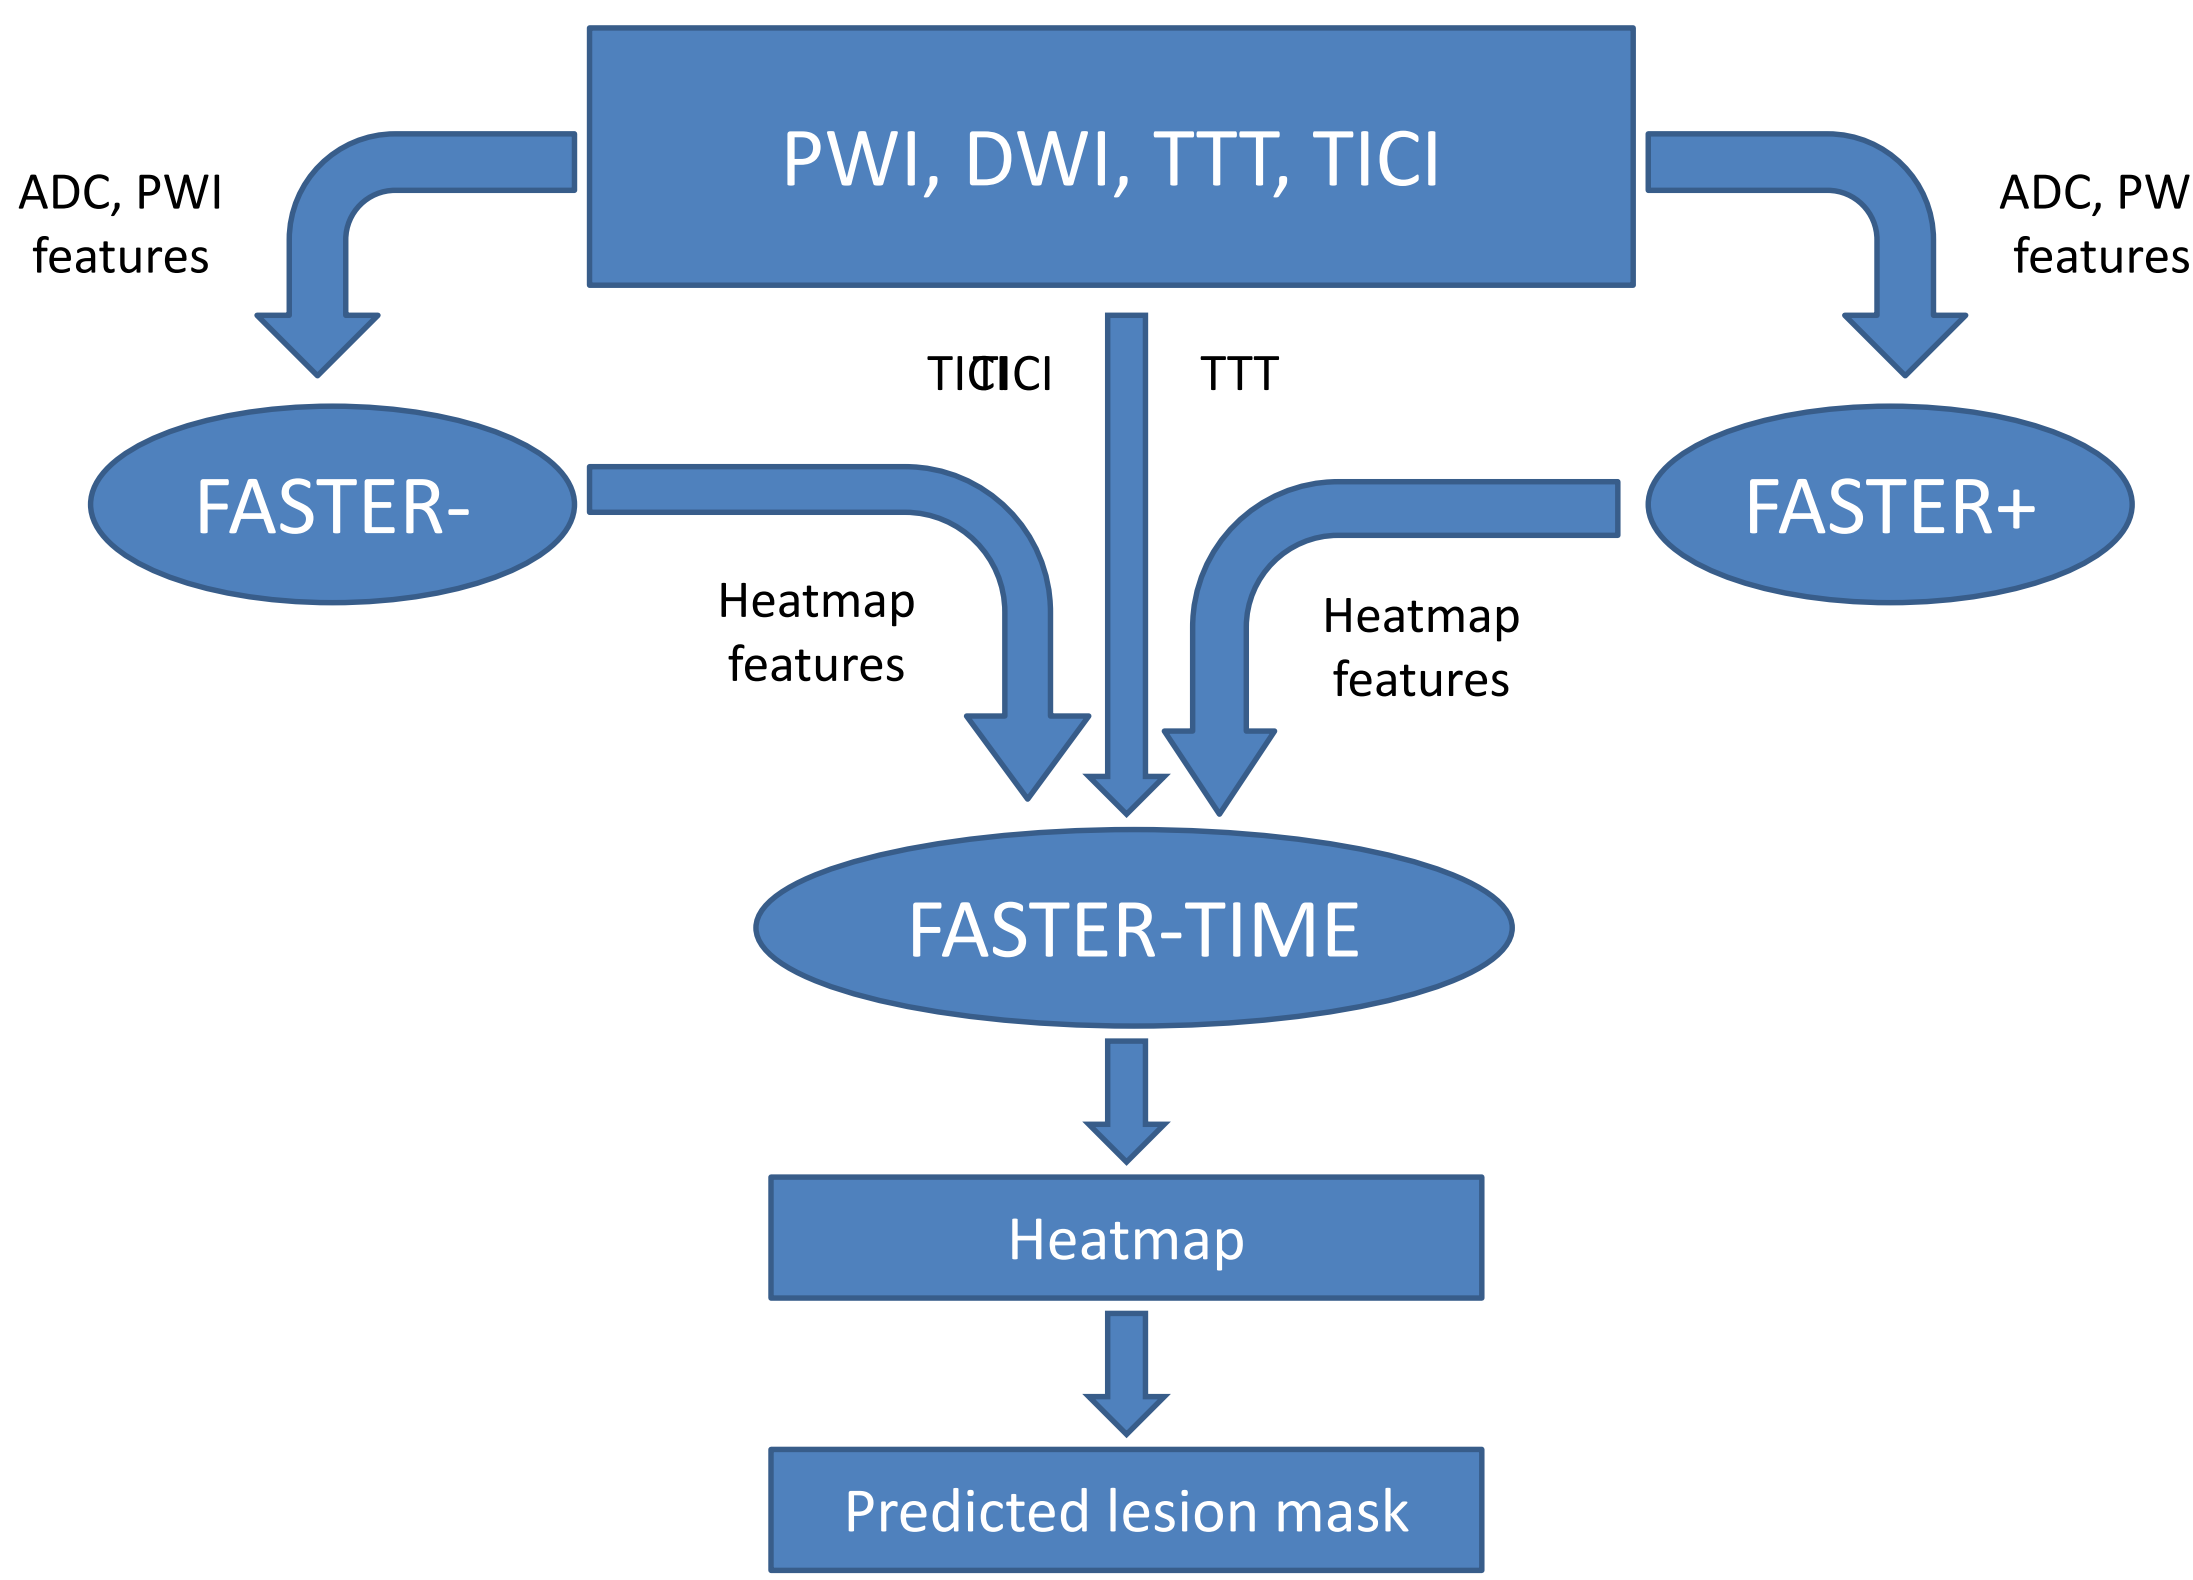 PWI, DWI, TTT, TICI
ADC, PWI
features
ADC, PW
features
TICI
TICI
TTT
FASTER-
FASTER+
Heatmap
features
Heatmap
features
FASTER-TIME
Heatmap
Predicted lesion mask